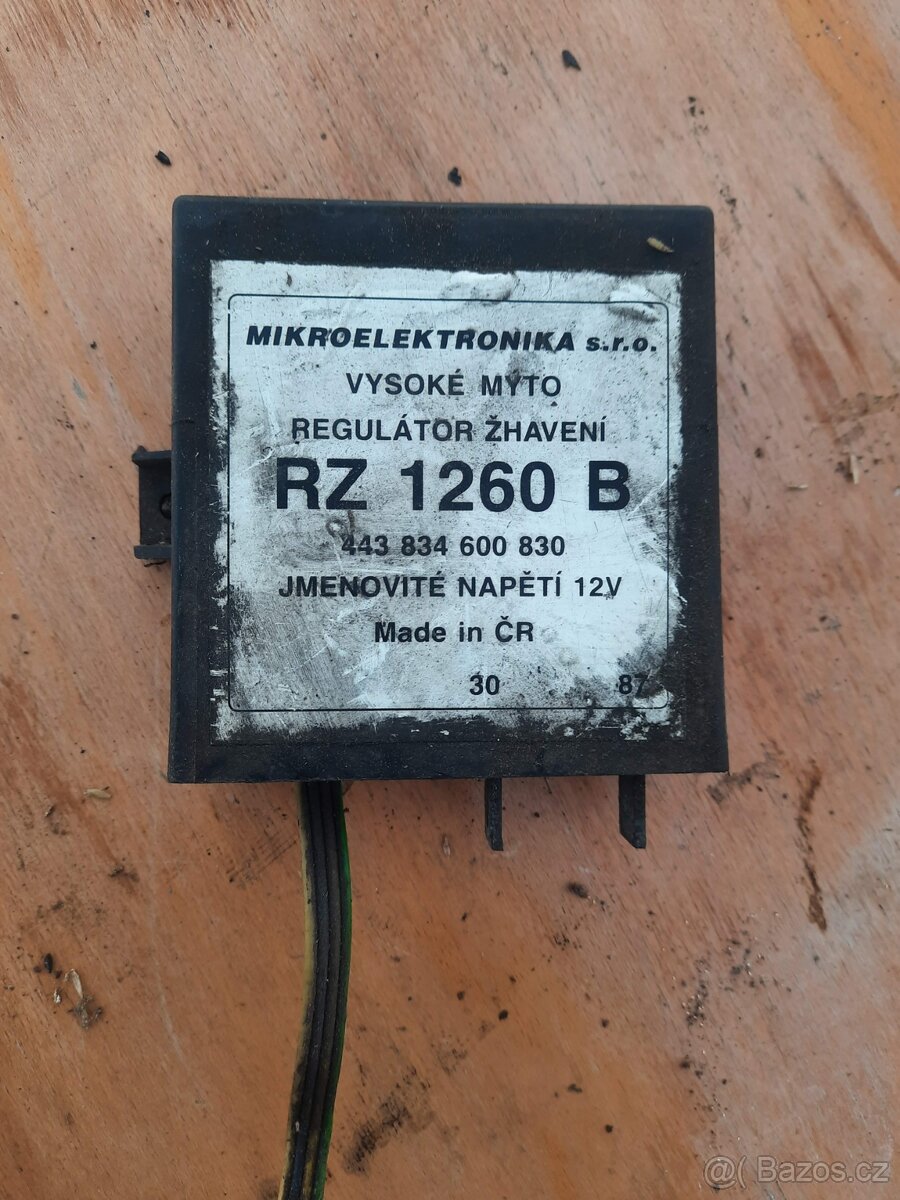 MIKROELEKTRONIKA s.r.o.
VYSOKÉ MÝTO
REGULÁTOR ŽHAVENÍ
RZ 1260 B
443 834 600 830
JMENOVITÉ NAPĚTÍ 12V
Made in ČR
30 87
@( Bazos.cz